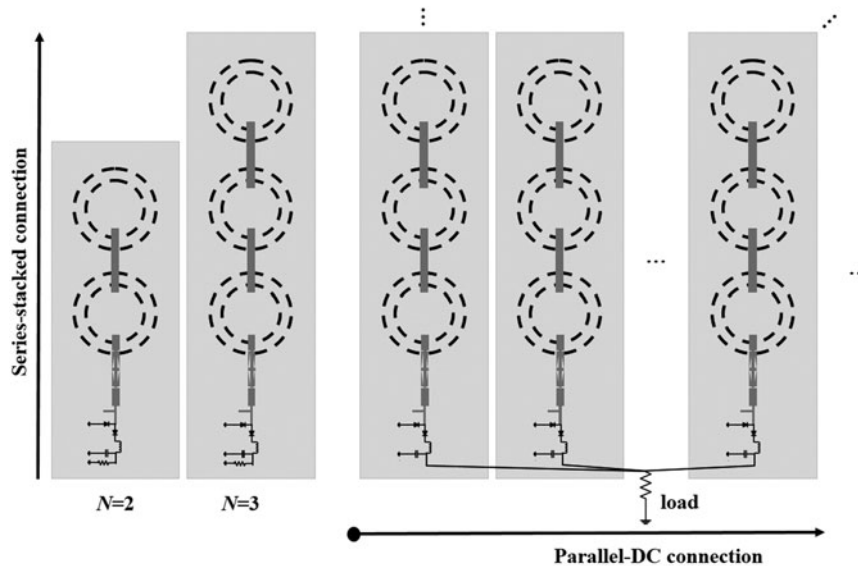 Series-stacked connection
N=2
N=3
load
Parallel-DC connection